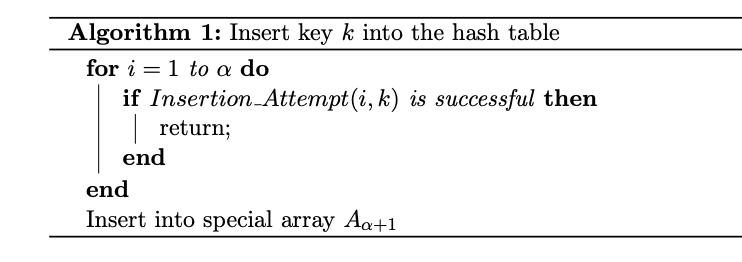 Algorithm 1: Insert key k into the hash table
for i = 1 to α do
if Insertion_Attempt(i, k) is successful then
return;
end
end
Insert into special array Aα+1